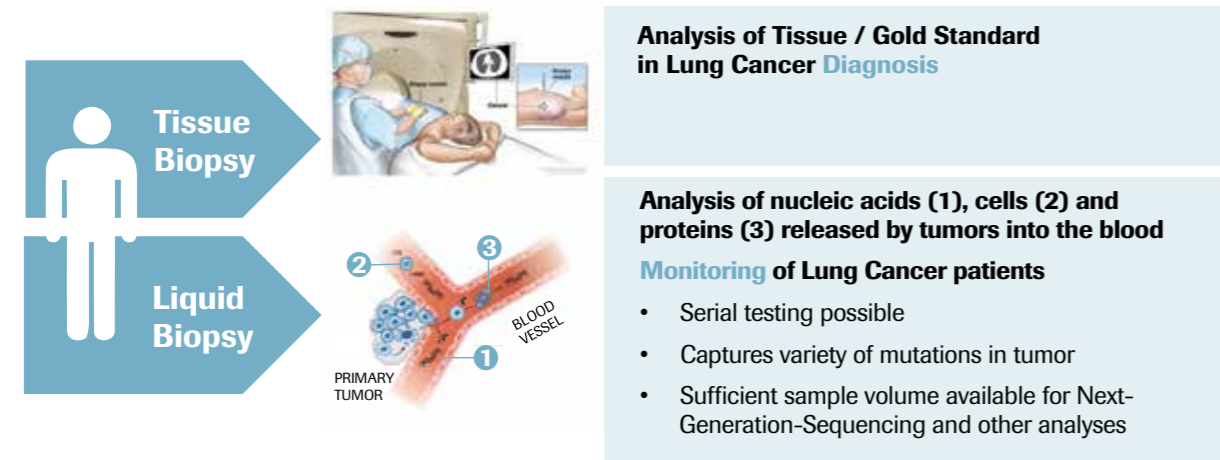 Tissue
Biopsy
Analysis of Tissue / Gold Standard
in Lung Cancer Diagnosis
Liquid
Biopsy
2
3
1
BLOOD
VESSEL
PRIMARY
TUMOR
Analysis of nucleic acids (1), cells (2) and
proteins (3) released by tumors into the blood
Monitoring of Lung Cancer patients
• Serial testing possible
• Captures variety of mutations in tumor
• Sufficient sample volume available for Next-
Generation-Sequencing and other analyses